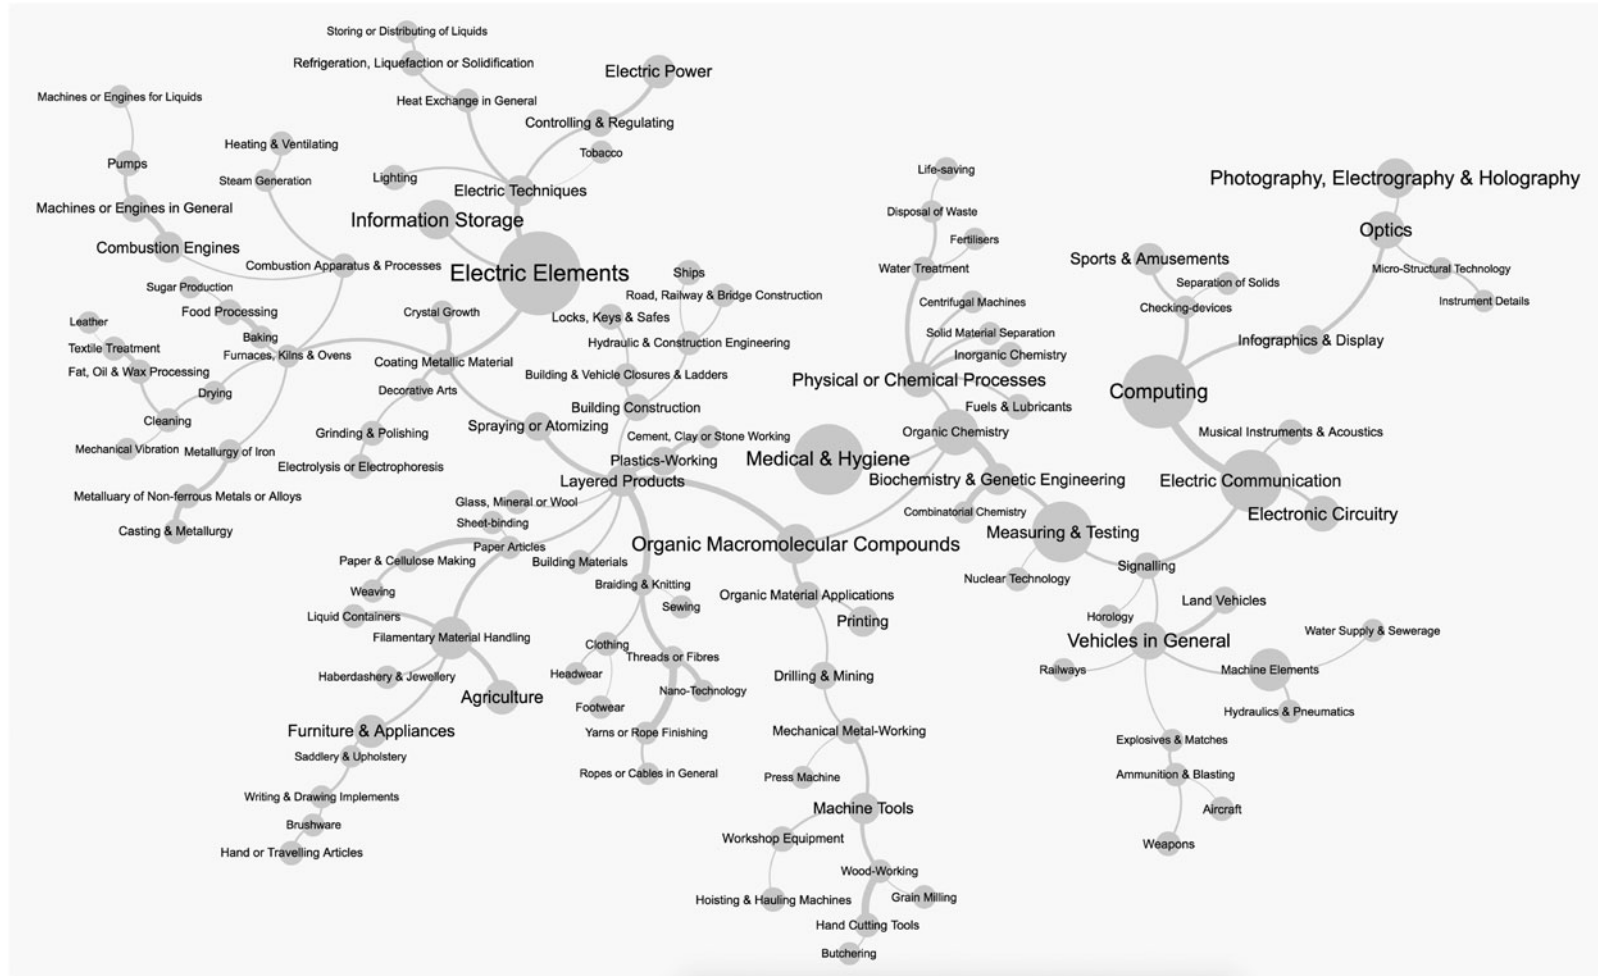 Storing or Distributing of Liquids
Refrigeration, Liquefaction or Solidification
Electric Power
Machines or Engines for Liquids
Heat Exchange in General
Controlling & Regulating
Heating & Ventilating
Tobacco
Pumps
Life-saving
Lighting
Steam Generation
Electric Techniques
Photography, Electrography & Holography
Machines or Engines in General
Disposal of Waste
Information Storage
Optics
Fertilisers
Combustion Engines
Sports & Amusements
Combustion Apparatus & Processes
Water Treatment
Micro-Structural Technology
Electric Elements
Ships
Separation of Solids
Sugar Production
Road, Railway & Bridge Construction
Centrifugal Machines
Instrument Details
Checking-devices
Food Processing
Crystal Growth
Locks, Keys & Safes
Leather
Solid Material Separation
Baking
Infographics & Display
Hydraulic & Construction Engineering
Textile Treatment
Furnaces, Kilns & Ovens
Inorganic Chemistry
Coating Metallic Material
Fat, Oil & Wax Processing
Building & Vehicle Closures & Ladders
Physical or Chemical Processes
Decorative Arts
Computing
Drying
Building Construction
Fuels & Lubricants
Cleaning
Spraying or Atomizing
Grinding & Polishing
Organic Chemistry
Musical Instruments & Acoustics
Cement, Clay or Stone Working
Mechanical Vibration
Metallurgy of Iron
Plastics-Working
Medical & Hygiene
Electrolysis or Electrophoresis
Layered Products
Biochemistry & Genetic Engineering
Electric Communication
Metalluary of Non-ferrous Metals or Alloys
Glass, Mineral or Wool
Combinatorial Chemistry
Electronic Circuitry
Sheet-binding
Casting & Metallurgy
Measuring & Testing
Paper Articles
Organic Macromolecular Compounds
Paper & Cellulose Making
Building Materials
Signalling
Nuclear Technology
Braiding & Knitting
Weaving
Organic Material Applications
Land Vehicles
Sewing
Liquid Containers
Horology
Printing
Water Supply & Sewerage
Filamentary Material Handling
Vehicles in General
Clothing
Threads or Fibres
Railways
Machine Elements
Headwear
Haberdashery & Jewellery
Drilling & Mining
Nano-Technology
Agriculture
Footwear
Hydraulics & Pneumatics
Furniture & Appliances
Yarns or Rope Finishing
Mechanical Metal-Working
Explosives & Matches
Saddlery & Upholstery
Ropes or Cables in General
Press Machine
Ammunition & Blasting
Writing & Drawing Implements
Machine Tools
Aircraft
Brushware
Workshop Equipment
Weapons
Hand or Travelling Articles
Wood-Working
Grain Milling
Hoisting & Hauling Machines
Hand Cutting Tools
Butchering